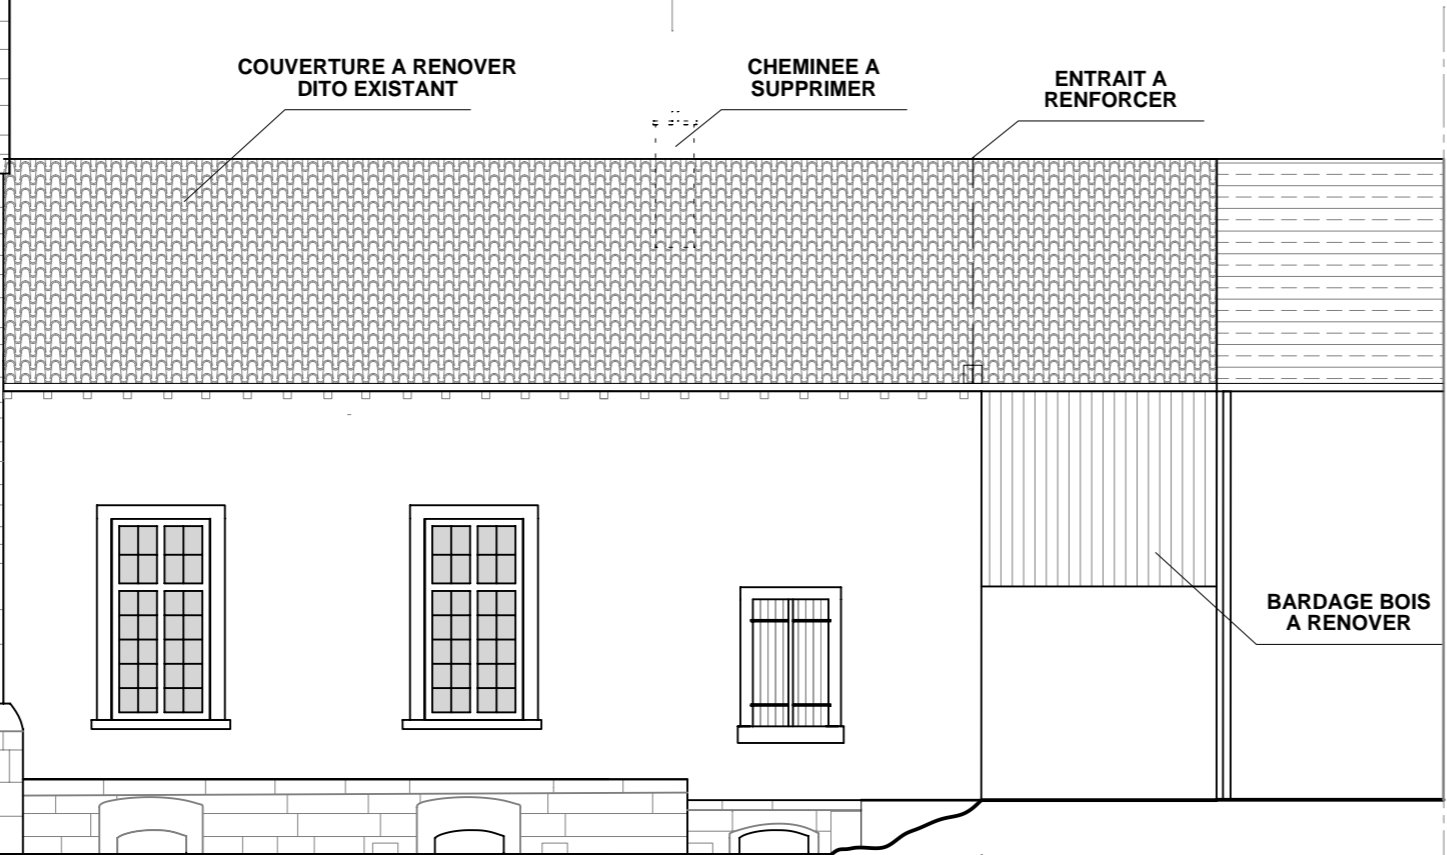 COUVERTURE A RENOVER
DITO EXISTANT
CHEMINEE A
SUPPRIMER
ENTRAIT A
RENFORCER
BARDAGE BOIS
A RENOVER